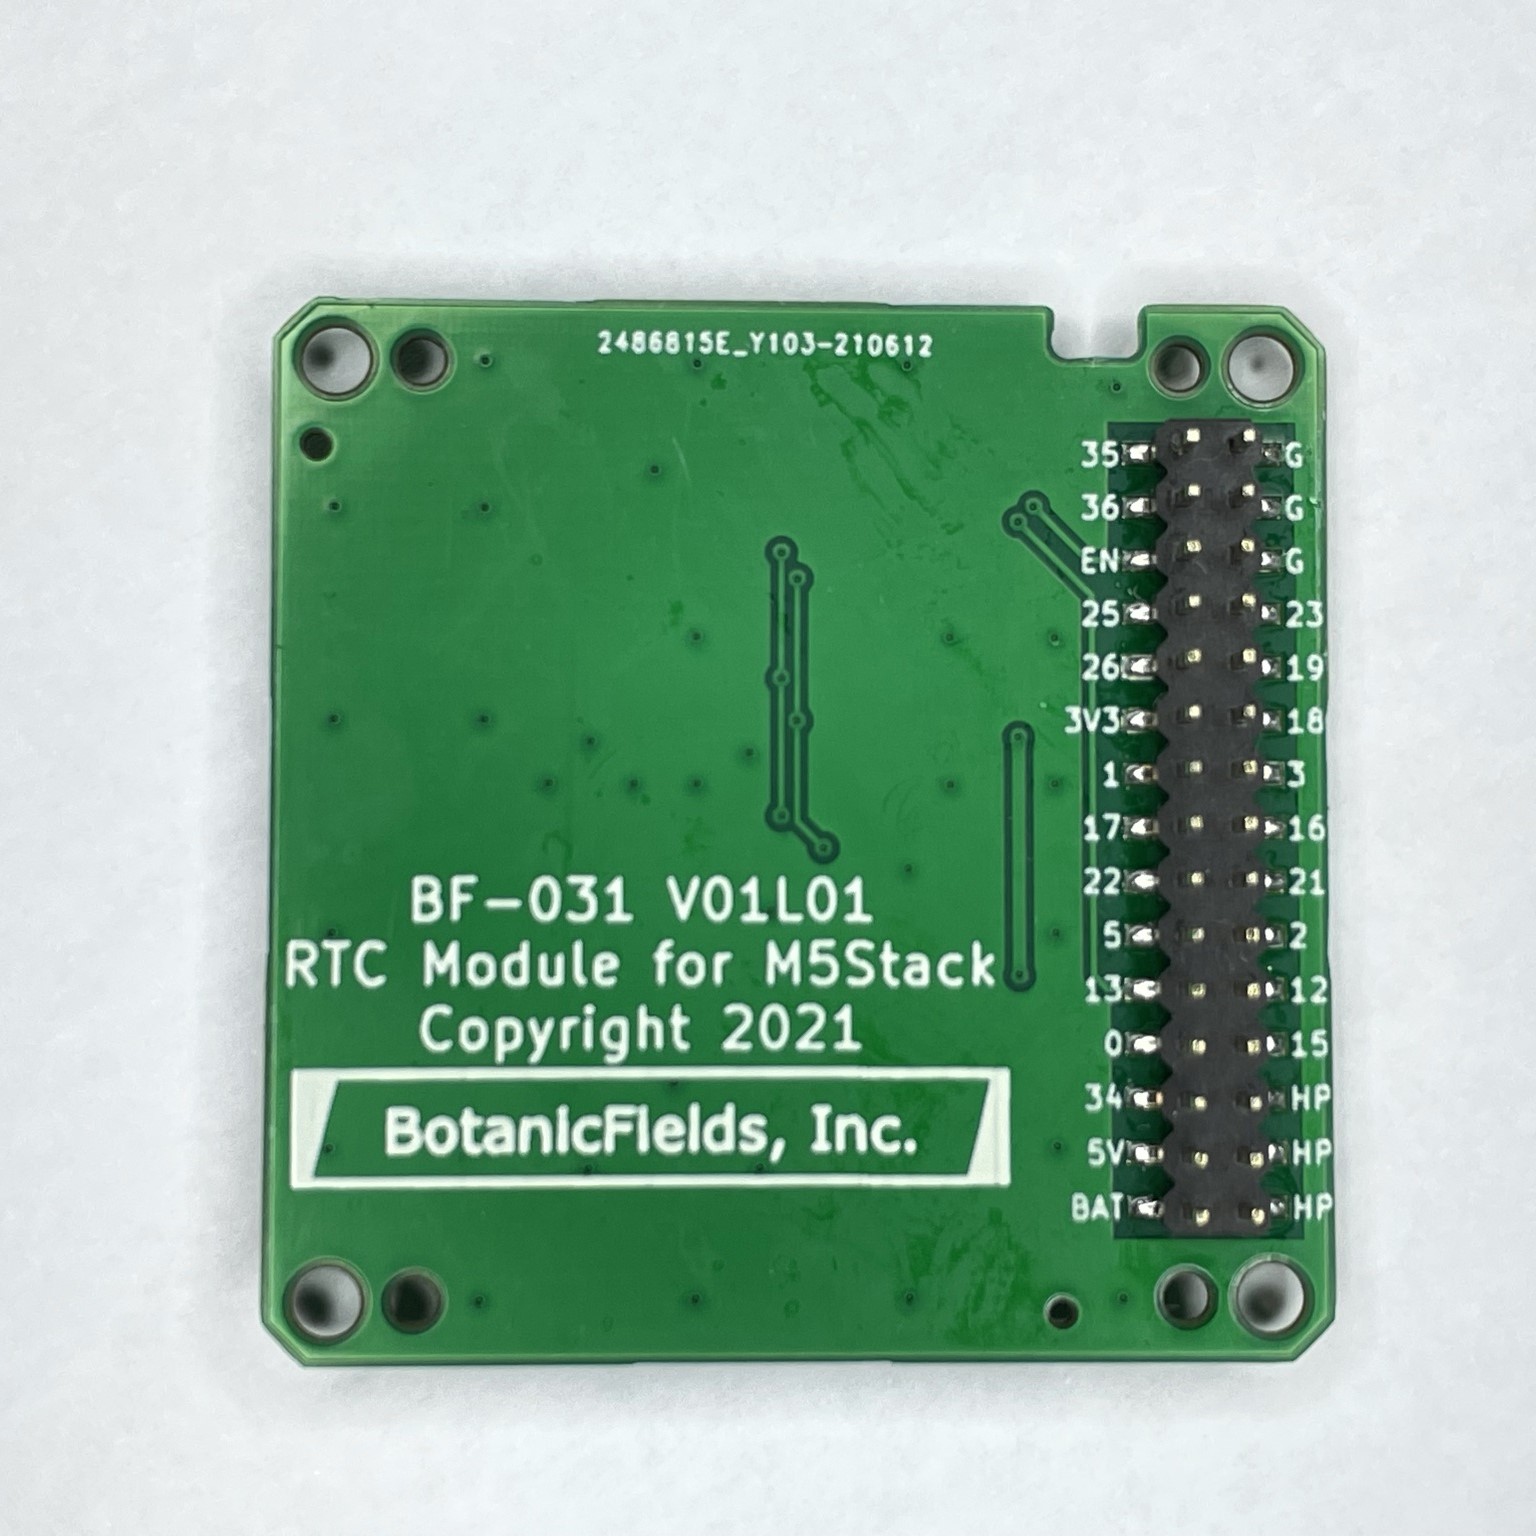 2486815E_Y103-210612
35 G
36 G
EN G
25 23
26 19
3V3 18
1 3
17 16
22 21
5 2
13 12
0 15
34 HP
5V HP
BAT HP
BF-031 V01L01
RTC Module for M5Stack
Copyright 2021
BotanicFields, Inc.